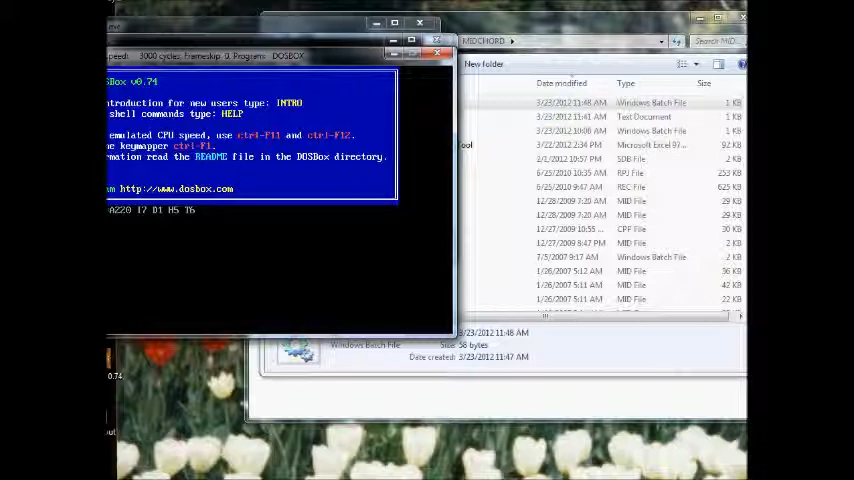 .exe
MIDCHORD
Search MID...
peed: 3000 cycles, Frameskip 0, Program: DOSBOX
New folder
SBox v0.74
ntroduction for new users type: INTRO
shell commands type: HELP
emulated CPU speed, use ctrl-F11 and ctrl-F12.
e keymapper ctrl-F1.
rmation read the README file in the DOSBox directory.
am http://www.dosbox.com
A220 I7 D1 H5 T6
Date modified Type Size
3/23/2012 11:48 AM Windows Batch File 1 KB
3/23/2012 11:41 AM Text Document 1 KB
3/23/2012 10:06 AM Windows Batch File 1 KB
Tool 3/22/2012 2:34 PM Microsoft Excel 97... 92 KB
2/1/2012 10:57 PM SDB File 2 KB
6/25/2010 10:35 AM RPJ File 253 KB
6/25/2010 9:47 AM REC File 625 KB
12/28/2009 7:20 AM MID File 29 KB
12/28/2009 7:20 AM MID File 29 KB
12/27/2009 10:55 ... CPF File 30 KB
12/27/2009 8:47 PM MID File 2 KB
7/5/2007 9:17 AM Windows Batch File 2 KB
1/26/2007 5:12 AM MID File 36 KB
1/26/2007 5:11 AM MID File 42 KB
1/26/2007 5:11 AM MID File 22 KB
3/23/2012 11:48 AM
Windows Batch File Size: 58 bytes
Date created: 3/23/2012 11:47 AM
0.74
out